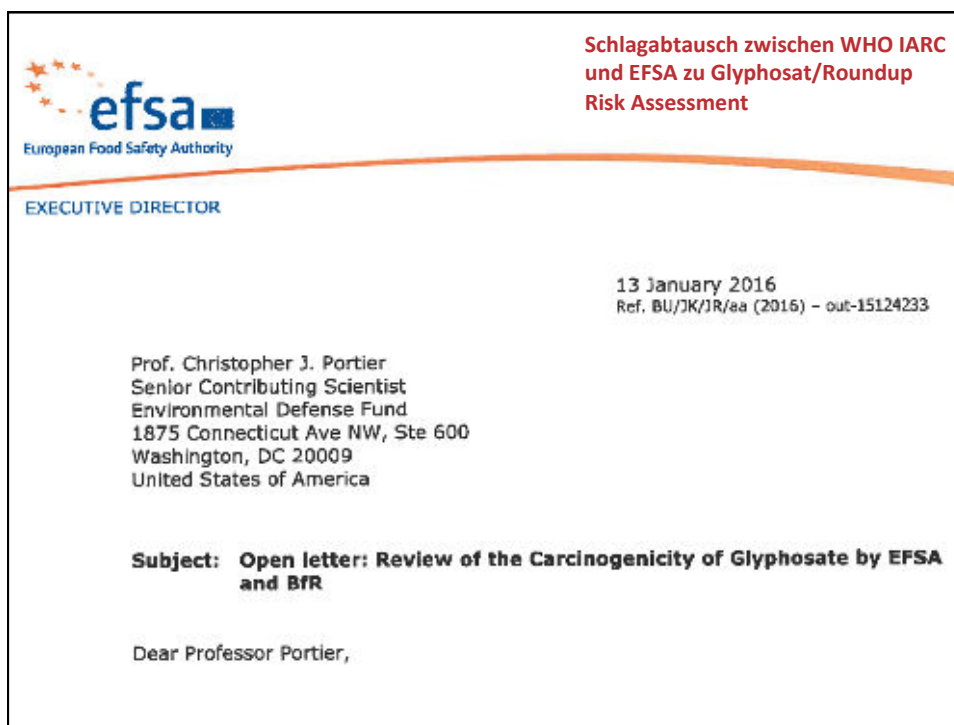 Schlagabtausch zwischen WHO IARC
und EFSA zu Glyphosat/Roundup
Risk Assessment
efsa
European Food Safety Authority
EXECUTIVE DIRECTOR
13 January 2016
Ref. BU/JK/JR/aa (2016) – out-15124233
Prof. Christopher J. Portier
Senior Contributing Scientist
Environmental Defense Fund
1875 Connecticut Ave NW, Ste 600
Washington, DC 20009
United States of America
Subject: Open letter: Review of the Carcinogenicity of Glyphosate by EFSA
and BfR
Dear Professor Portier,